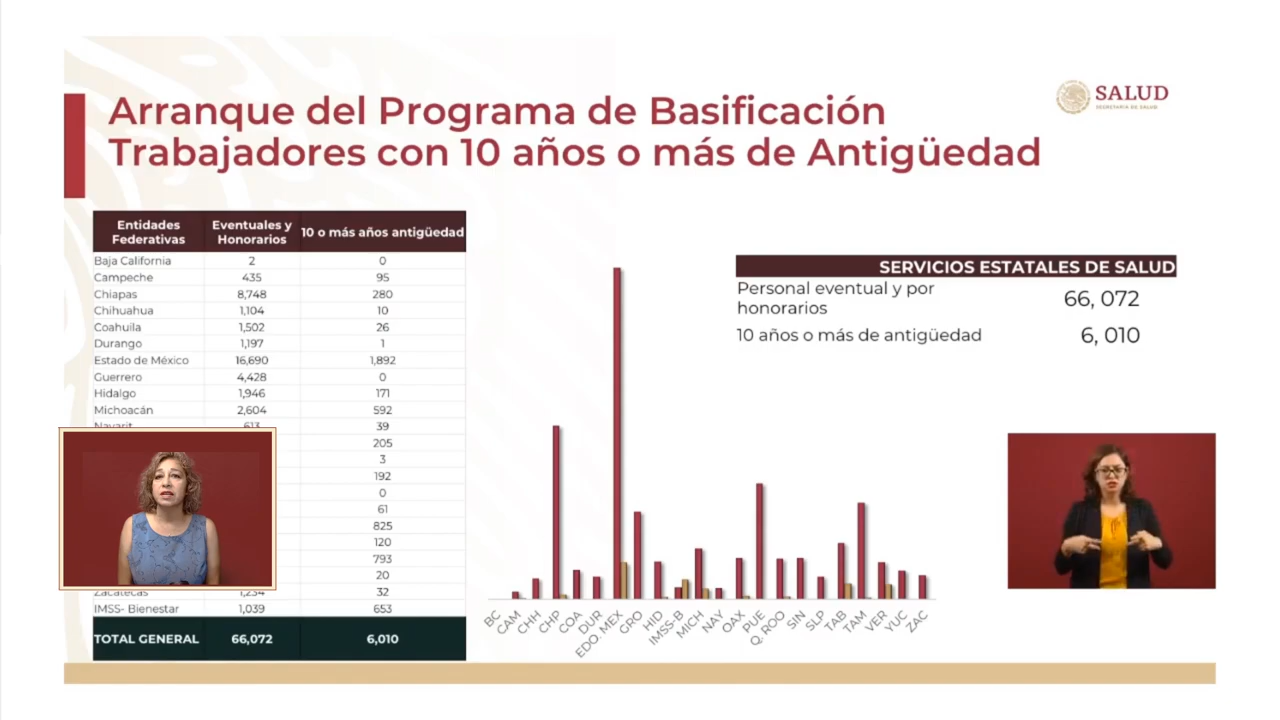 Arranque del Programa de Basificación
Trabajadores con 10 años o más de Antigüedad
SALUD
SECRETARÍA DE SALUD
Entidades Federativas | Eventuales y Honorarios | 10 o más años antigüedad
Baja California 2 0
Campeche 435 95
Chiapas 8,748 280
Chihuahua 1,104 10
Coahuila 1,502 26
Durango 1,197 1
Estado de México 16,690 1,892
Guerrero 4,428 0
Hidalgo 1,946 171
Michoacán 2,604 592
Nayarit 613 39
205
3
192
0
61
825
120
793
20
Zacatecas 1,234 32
IMSS- Bienestar 1,039 653
TOTAL GENERAL 66,072 6,010
BC CAM CHH CHP COA DUR EDO. MEX GRO HID IMSS-B MICH NAY OAX PUE Q. ROO SIN SLP TAB TAM VER YUC ZAC
SERVICIOS ESTATALES DE SALUD
Personal eventual y por
honorarios 66, 072
10 años o más de antigüedad 6, 010